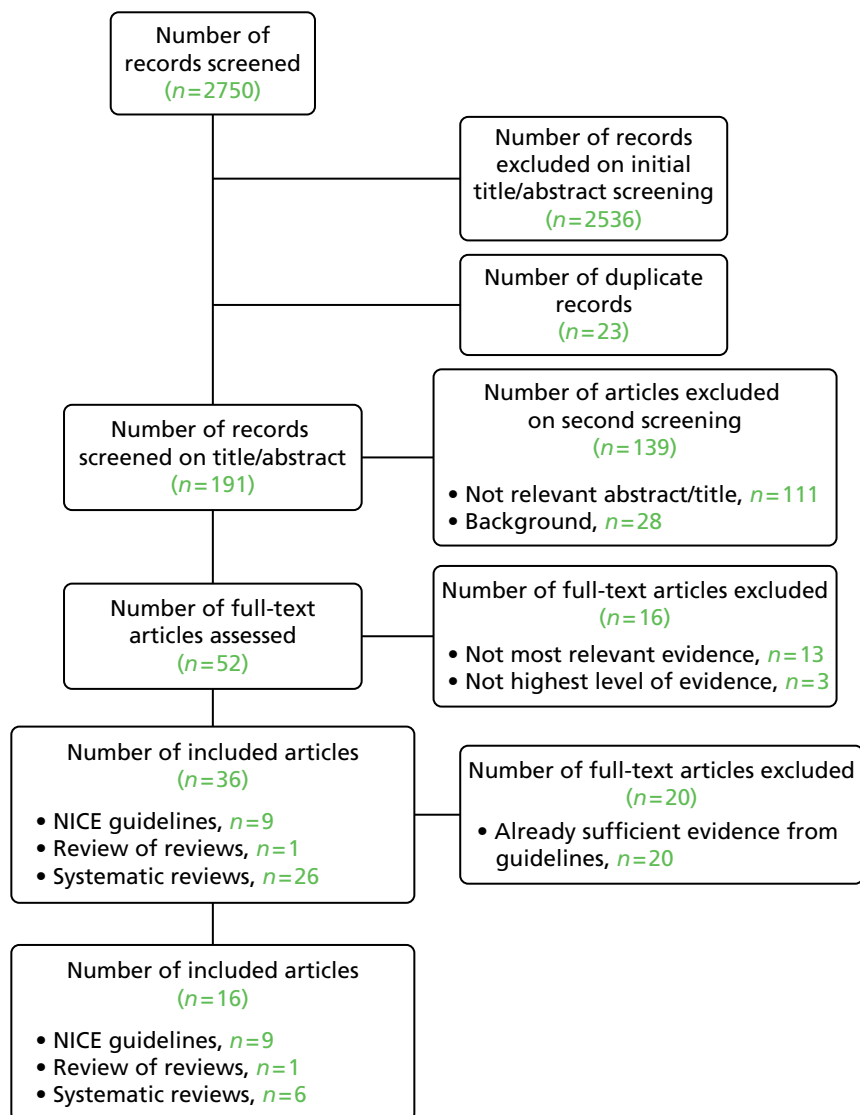 Number of
records screened
(n=2750)
Number of records
excluded on initial
title/abstract screening
(n=2536)
Number of duplicate
records
(n=23)
Number of records
screened on title/abstract
(n=191)
Number of articles excluded
on second screening
(n=139)
• Not relevant abstract/title, n=111
• Background, n=28
Number of full-text
articles assessed
(n=52)
Number of full-text articles excluded
(n=16)
• Not most relevant evidence, n=13
• Not highest level of evidence, n=3
Number of included articles
(n=36)
• NICE guidelines, n=9
• Review of reviews, n=1
• Systematic reviews, n=26
Number of full-text articles excluded
(n=20)
• Already sufficient evidence from
guidelines, n=20
Number of included articles
(n=16)
• NICE guidelines, n=9
• Review of reviews, n=1
• Systematic reviews, n=6